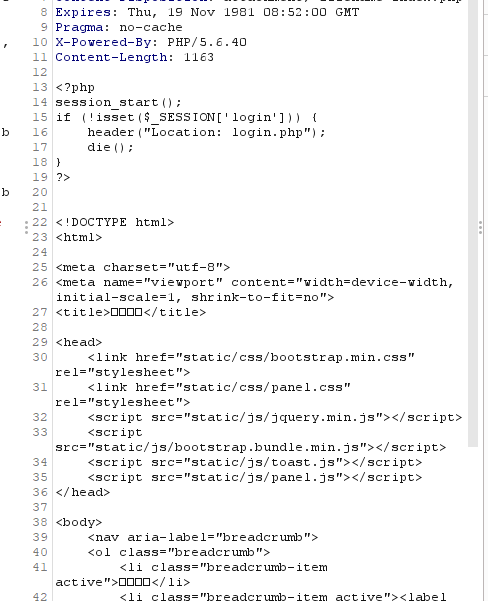 8 Expires: Thu, 19 Nov 1981 08:52:00 GMT
9 Pragma: no-cache
10 X-Powered-By: PHP/5.6.40
11 Content-Length: 1163
12
13 <?php
14 session_start();
15 if (!isset($_SESSION['login'])) {
16     header("Location: login.php");
17     die();
18 }
19 ?>
20
21
22 <!DOCTYPE html>
23 <html>
24
25 <meta charset="utf-8">
26 <meta name="viewport" content="width=device-width,
initial-scale=1, shrink-to-fit=no">
27 <title>□□□□</title>
28
29 <head>
30     <link href="static/css/bootstrap.min.css"
rel="stylesheet">
31     <link href="static/css/panel.css"
rel="stylesheet">
32     <script src="static/js/jquery.min.js"></script>
33     <script
src="static/js/bootstrap.bundle.min.js"></script>
34     <script src="static/js/toast.js"></script>
35     <script src="static/js/panel.js"></script>
36 </head>
37
38 <body>
39     <nav aria-label="breadcrumb">
40     <ol class="breadcrumb">
41         <li class="breadcrumb-item
active">□□□□</li>
42         <li class="breadcrumb-item active"><label